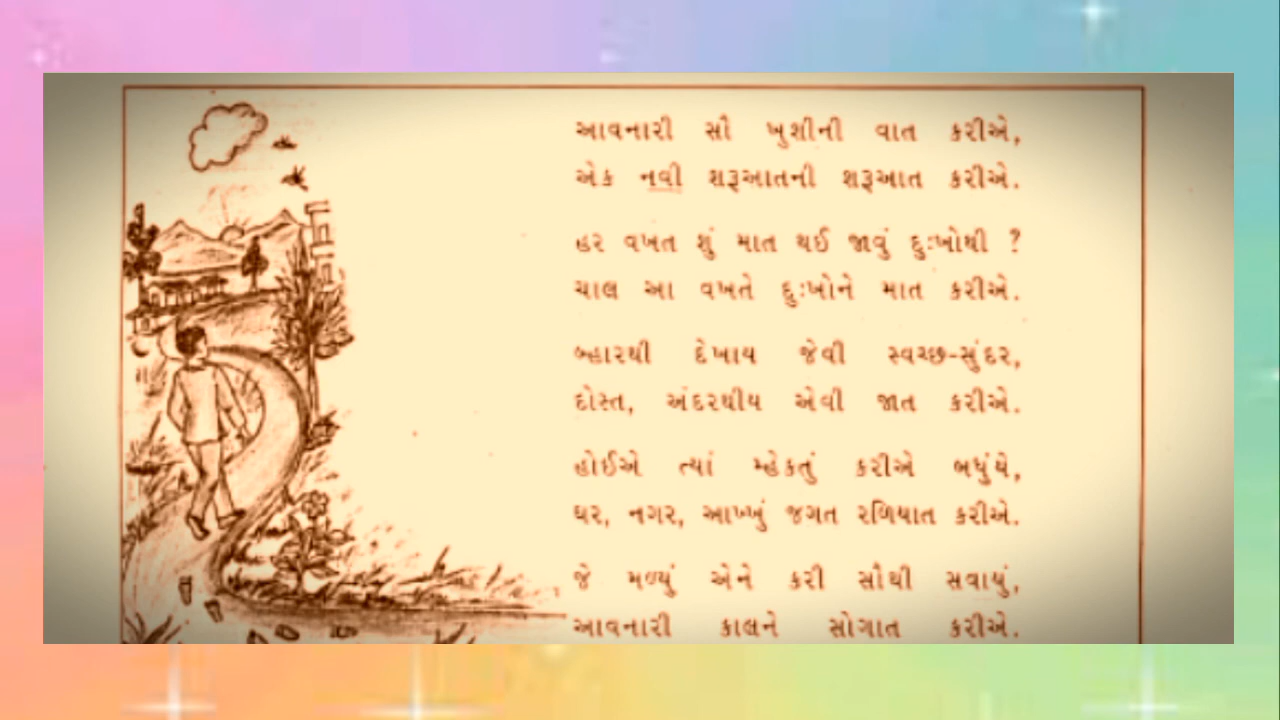 આવનારી સૌ ખુશીની વાત કરીએ,
એક નવી શરૂઆતની શરૂઆત કરીએ.
હર વખત શું માત થઈ જાવું દુઃખોથી ?
ચાલ આ વખતે દુઃખોને માત કરીએ.
બ્હારથી દેખાય જેવી સ્વચ્છ-સુંદર,
દોસ્ત, અંદરથીય એવી જાત કરીએ.
હોઈએ ત્યાં મ્હેકતું કરીએ બધુંયે,
ઘર, નગર, આખ્ખું જગત રળિયાત કરીએ.
જે મળ્યું એને કરી સૌથી સવાયું,
આવનારી કાલને સોગાત કરીએ.